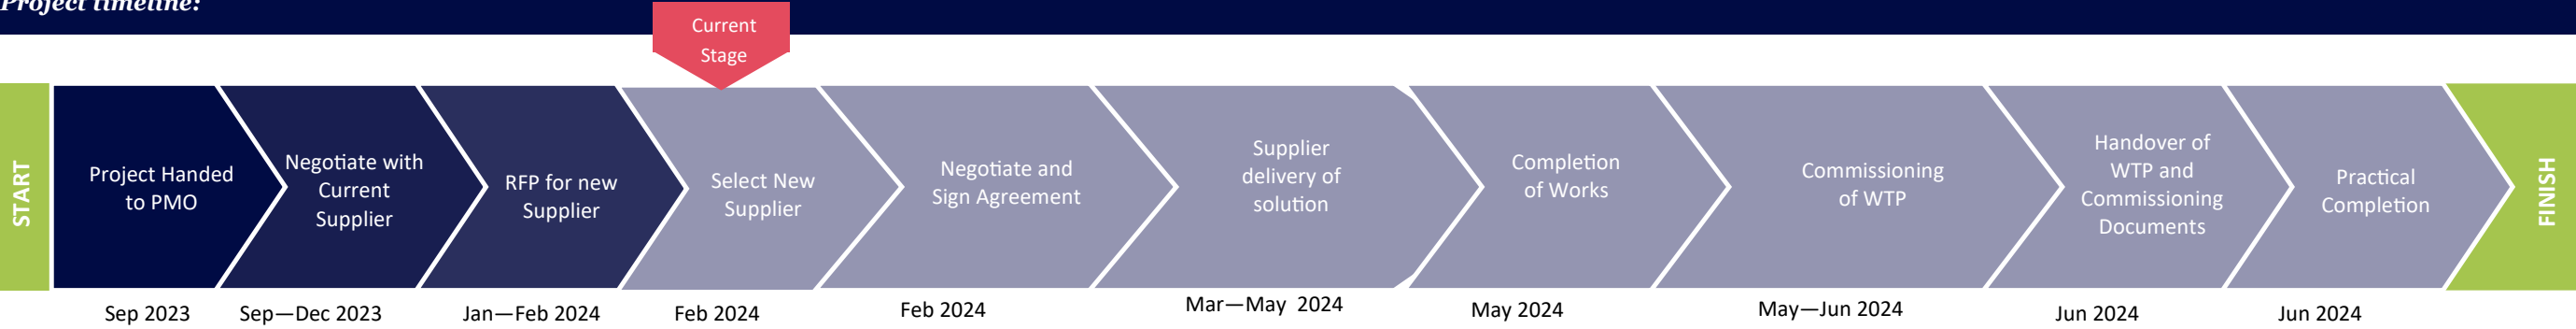 Project timeline:
Current
Stage
START
Project Handed
to PMO
Negotiate with
Current
Supplier
RFP for new
Supplier
Select New
Supplier
Negotiate and
Sign Agreement
Supplier
delivery of
solution
Completion
of Works
Commissioning
of WTP
Handover of
WTP and
Commissioning
Documents
Practical
Completion
FINISH
Sep 2023
Sep—Dec 2023
Jan—Feb 2024
Feb 2024
Feb 2024
Mar—May  2024
May 2024
May—Jun 2024
Jun 2024
Jun 2024